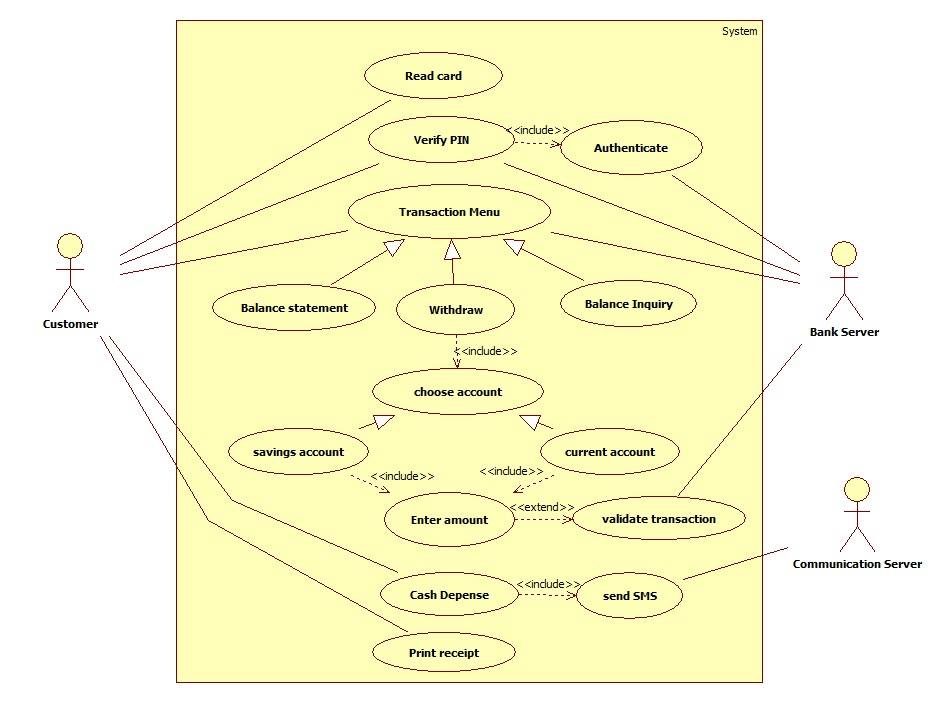 System
Read card
Verify PIN
<<include>>
Authenticate
Transaction Menu
Customer
Balance statement
Withdraw
Balance Inquiry
Bank Server
<<include>>
choose account
savings account
current account
<<include>>
<<include>>
Enter amount
<<extend>>
validate transaction
Communication Server
Cash Depense
<<include>>
send SMS
Print receipt